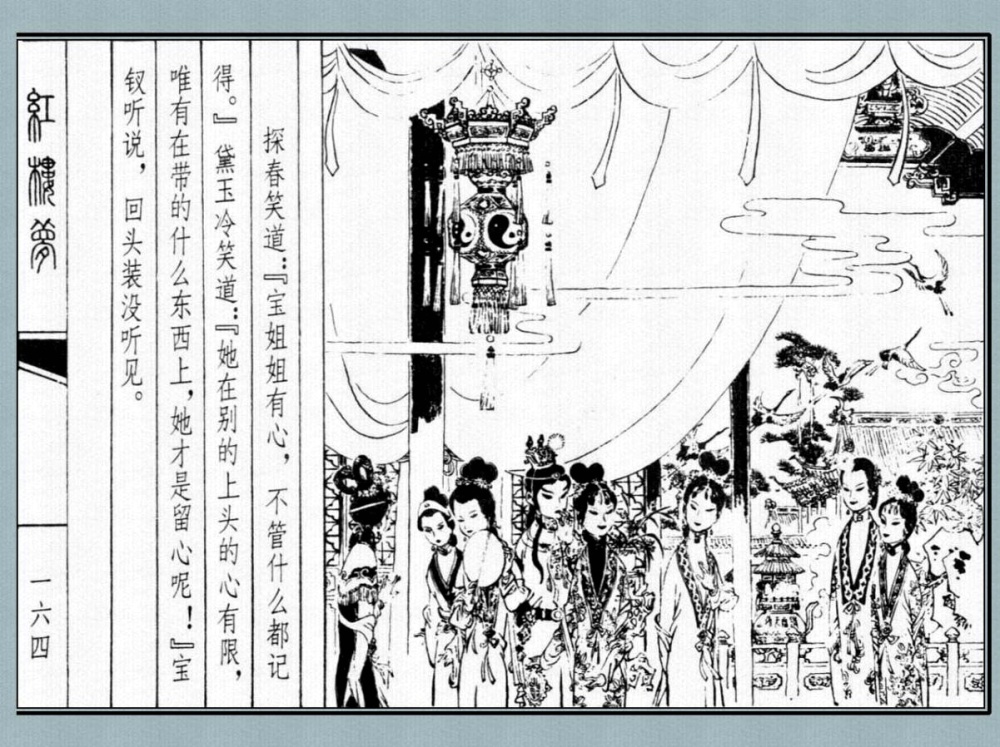 探春笑道：『宝姐姐有心，不管什么都记
得。』黛玉冷笑道：『她在别的上头的心有限，
唯有在带的什么东西上，她才是留心呢！』宝
钗听说，回头装没听见。
紅樓夢
一六四